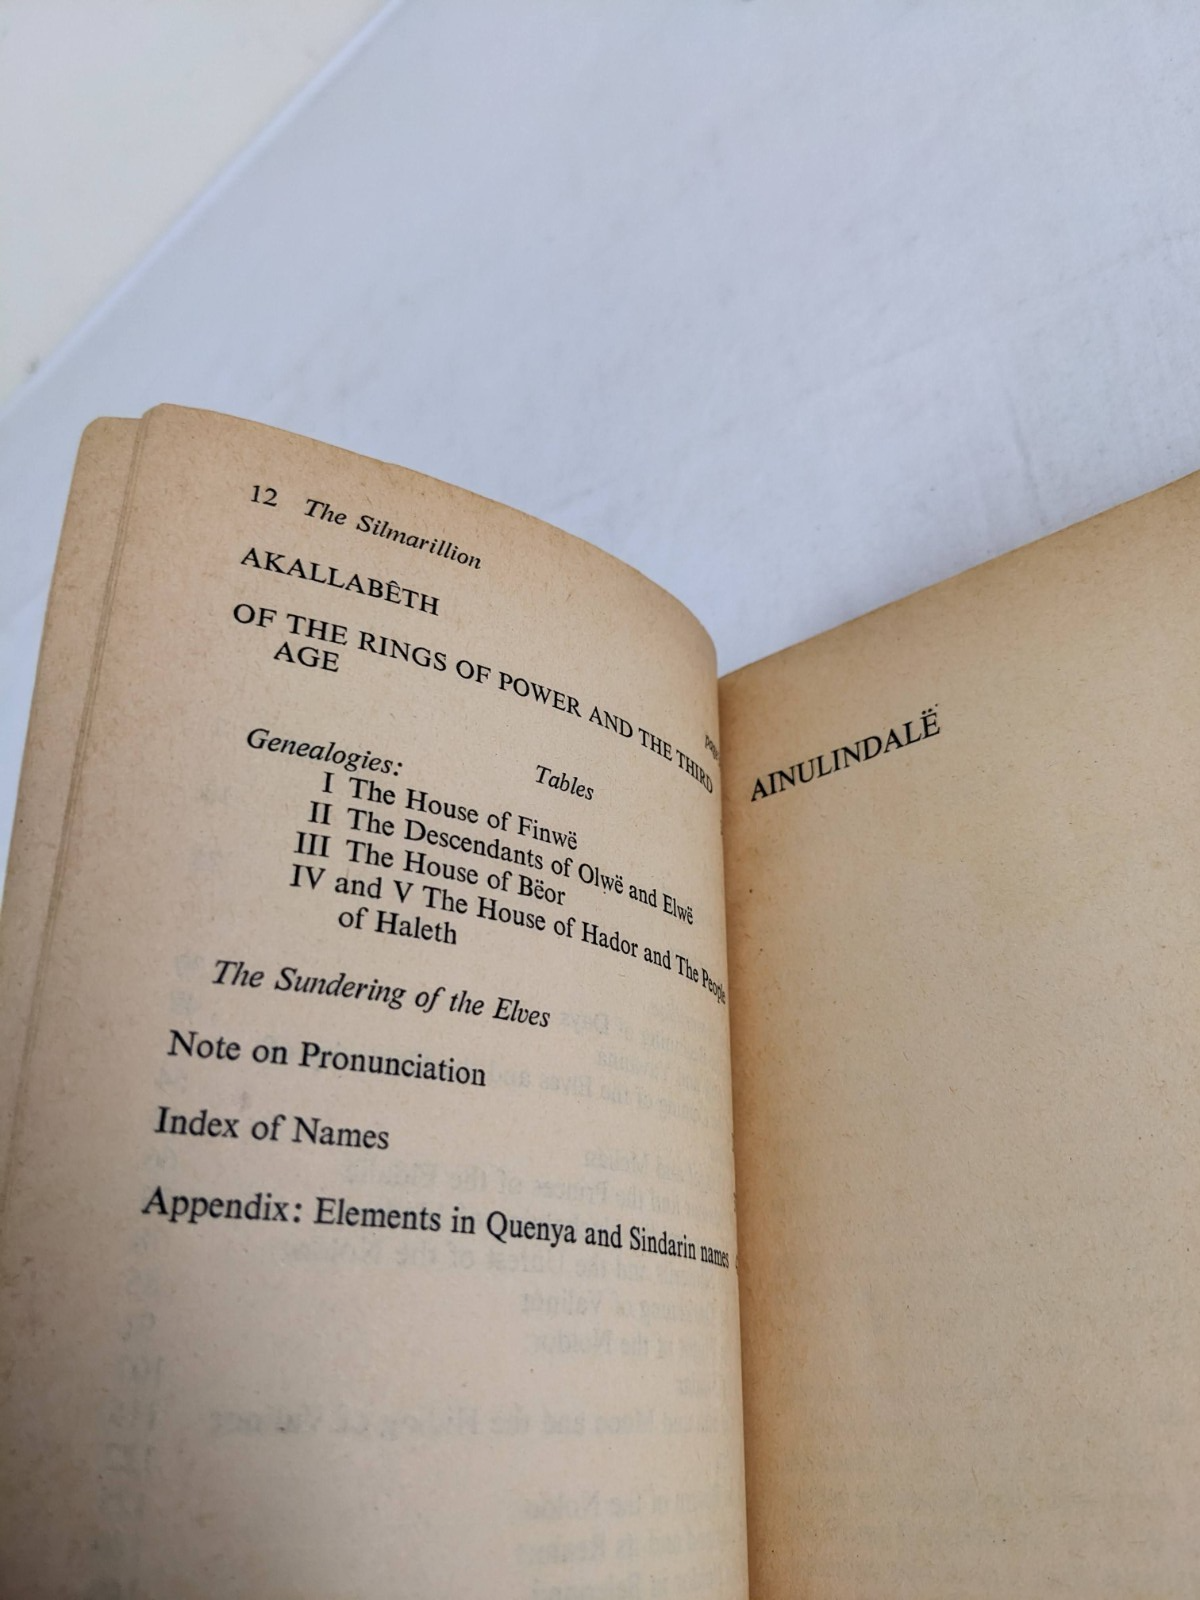 12 The Silmarillion
AKALLABÊTH
OF THE RINGS OF POWER AND THE THIRD
AGE
Tables
Genealogies:
I The House of Finwë
II The Descendants of Olwë and Elwë
III The House of Bëor
IV and V The House of Hador and The People
of Haleth
The Sundering of the Elves
Note on Pronunciation
Index of Names
Appendix: Elements in Quenya and Sindarin names
AINULINDALË